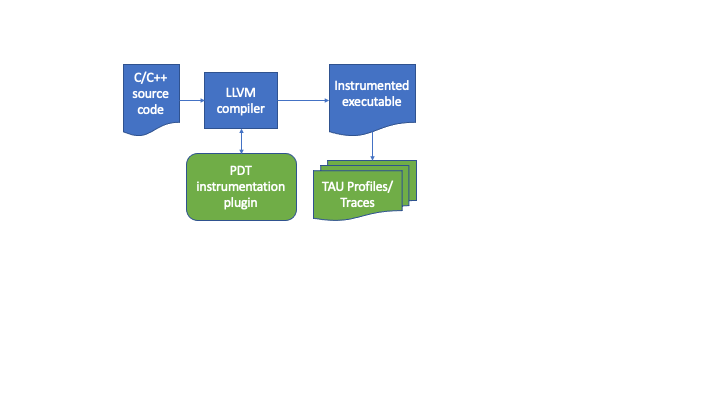 C/C++
source
code
LLVM
compiler
Instrumented
executable
PDT
instrumentation
plugin
TAU Profiles/
Traces